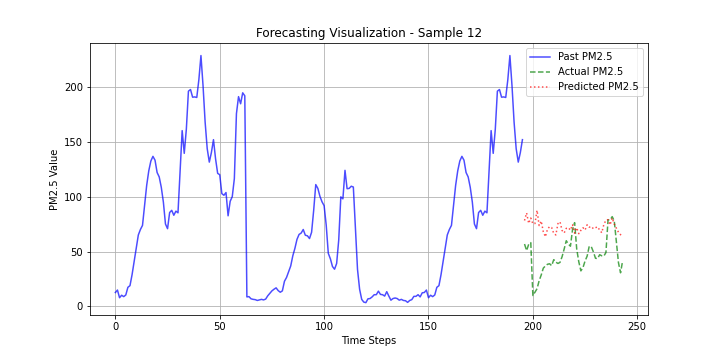 Forecasting Visualization - Sample 12
Past PM2.5
Actual PM2.5
Predicted PM2.5
PM2.5 Value
200
150
100
50
0
0
50
100
150
200
250
Time Steps